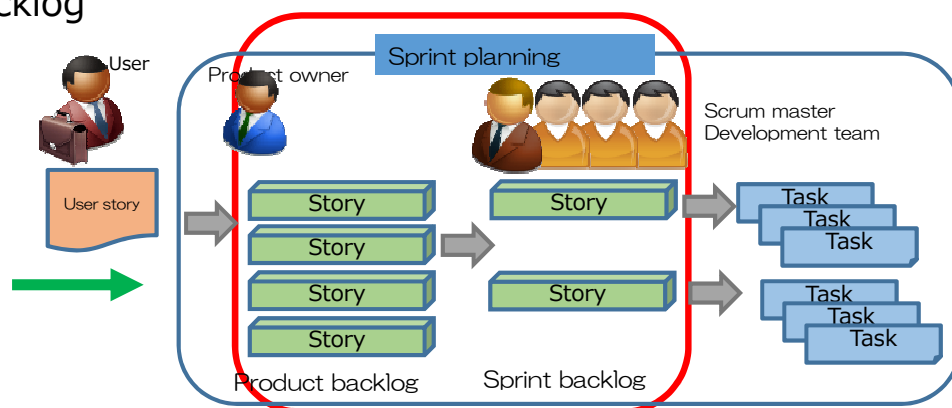 cklog
User
Product owner
Sprint planning
Scrum master
Development team
User story
Story
Story
Story
Story
Story
Story
Task
Task
Task
Task
Task
Task
Product backlog
Sprint backlog